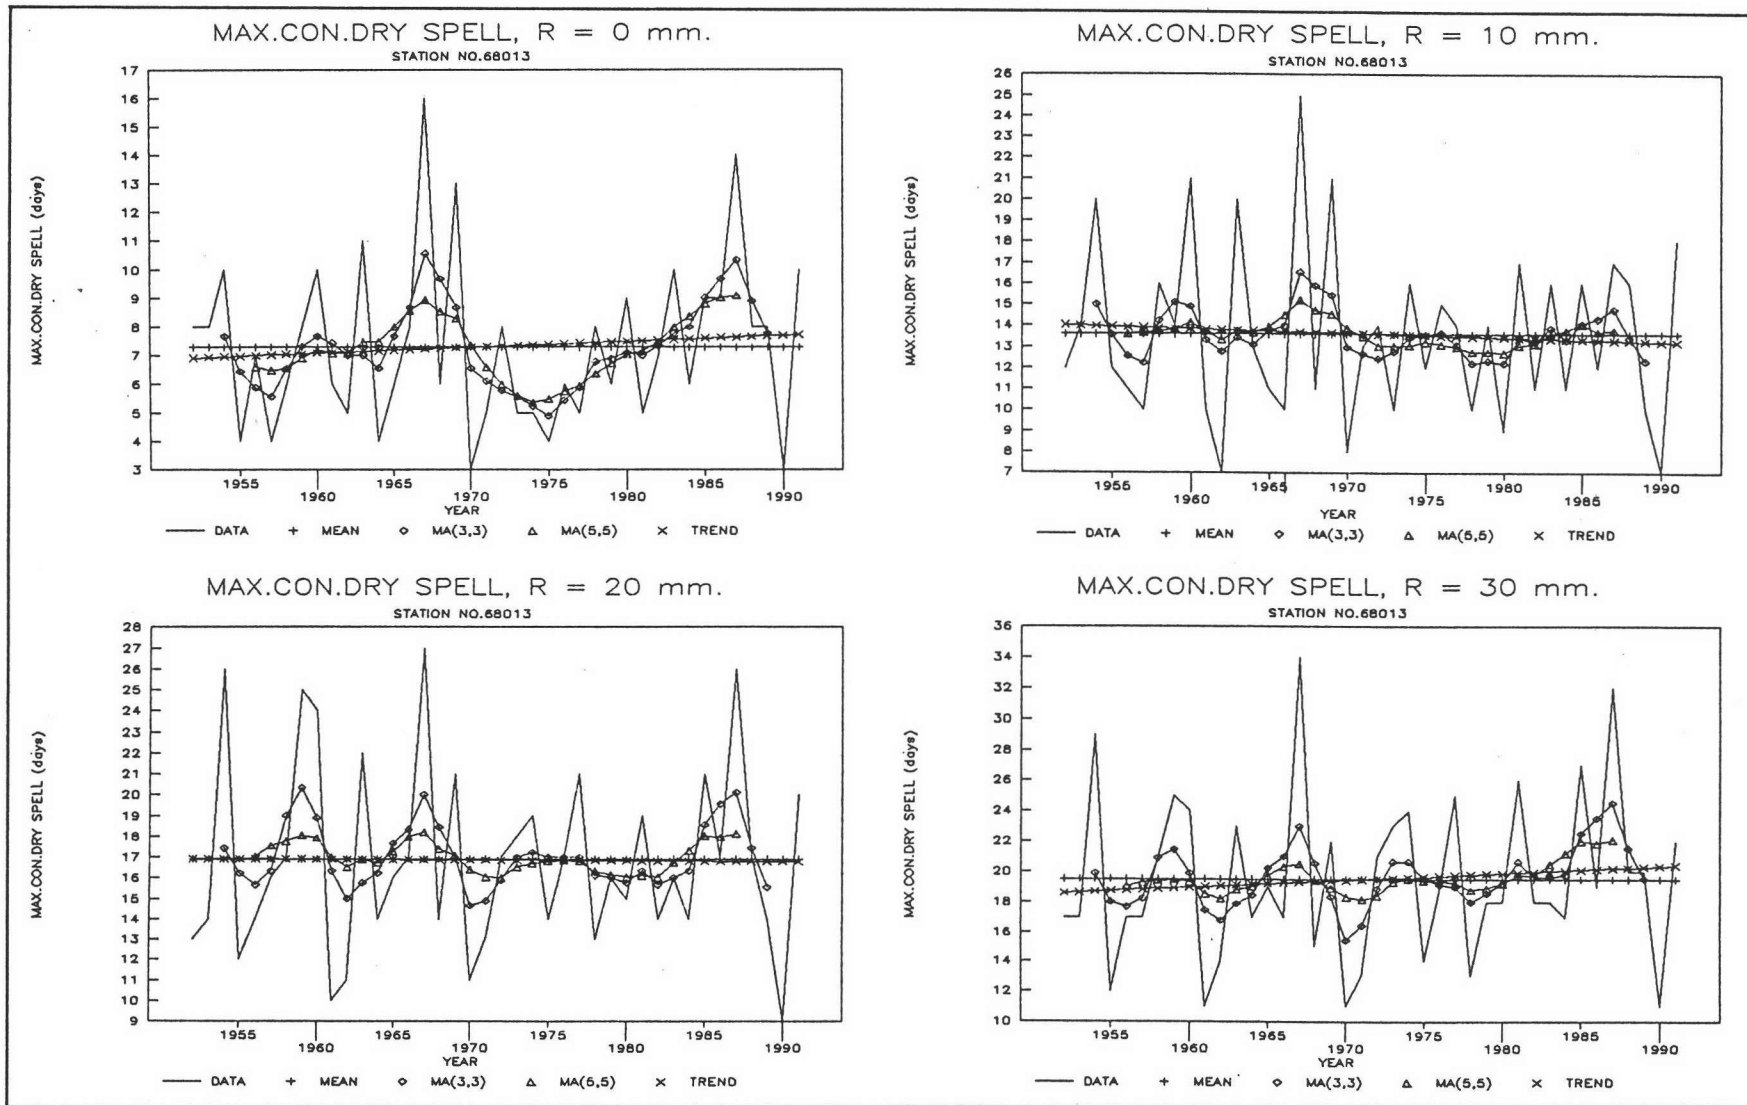 MAX.CON.DRY SPELL, R = 0 mm.
STATION NO.68013
MAX.CON.DRY SPELL (days)
17
16
15
14
13
12
11
10
9
8
7
6
5
4
3
1955 1965 1975 1985
1960 1970 1980 1990
YEAR
DATA + MEAN ◇ MA(3,3) △ MA(5,5) × TREND
MAX.CON.DRY SPELL, R = 10 mm.
STATION NO.68013
MAX.CON.DRY SPELL (days)
26
25
24
23
22
21
20
19
18
17
16
15
14
13
12
11
10
9
8
7
1955 1965 1975 1985
1960 1970 1980 1990
YEAR
DATA + MEAN ◇ MA(3,3) △ MA(5,5) × TREND
MAX.CON.DRY SPELL, R = 20 mm.
STATION NO.68013
MAX.CON.DRY SPELL (days)
28
27
26
25
24
23
22
21
20
19
18
17
16
15
14
13
12
11
10
9
1955 1965 1975 1985
1960 1970 1980 1990
YEAR
DATA + MEAN ◇ MA(3,3) △ MA(5,5) × TREND
MAX.CON.DRY SPELL, R = 30 mm.
STATION NO.68013
MAX.CON.DRY SPELL (days)
36
34
32
30
28
26
24
22
20
18
16
14
12
10
1955 1965 1975 1985
1960 1970 1980 1990
YEAR
DATA + MEAN ◇ MA(3,3) △ MA(5,5) × TREND